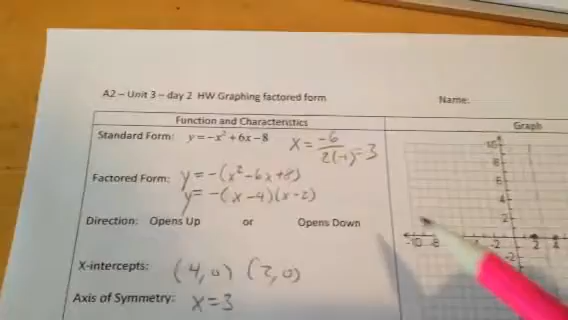 A2 – Unit 3 – day 2 HW Graphing factored form
Name:
Function and Characteristics
Graph
Standard Form: y = -x² + 6x - 8
x = -6/2(-1) = 3
Factored Form: y = -(x² - 6x + 8)
y = -(x - 4)(x - 2)
Direction: Opens Up or Opens Down
X-intercepts: (4,0) (2,0)
Axis of Symmetry: x = 3
10
8
6
4
2
-10 -8 -4 -2 2 4
-2